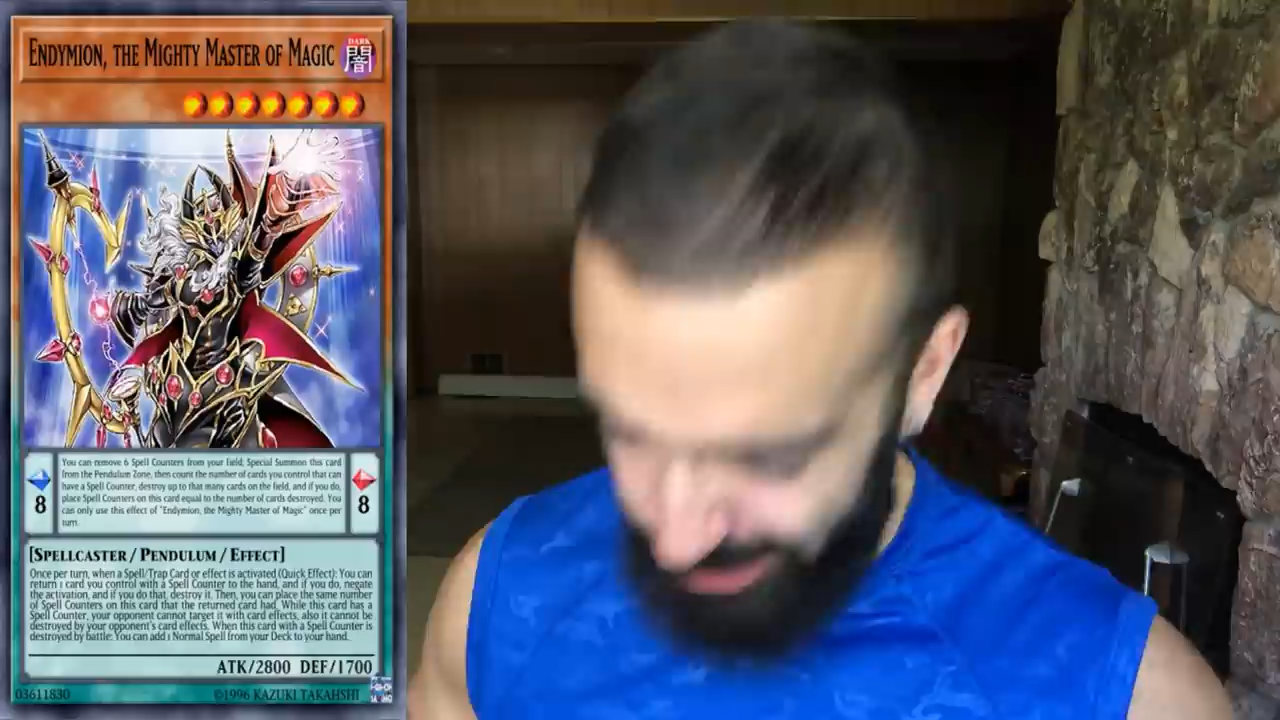 ENDYMION, THE MIGHTY MASTER OF MAGIC
DARK
闇
You can remove 6 Spell Counters from your field; Special Summon this card
from the Pendulum Zone, then count the number of cards you control that can
have a Spell Counter, destroy up to that many cards on the field, and if you do,
place Spell Counters on this card equal to the number of cards destroyed. You
can only use this effect of "Endymion, the Mighty Master of Magic" once per
turn.
8
8
[SPELLCASTER / PENDULUM / EFFECT]
Once per turn, when a Spell/Trap Card or effect is activated (Quick Effect): You can
return 1 card you control with a Spell Counter to the hand, and if you do, negate
the activation, and if you do that, destroy it. Then, you can place the same number
of Spell Counters on this card that the returned card had. While this card has a
Spell Counter, your opponent cannot target it with card effects, also it cannot be
destroyed by your opponent's card effects. When this card with a Spell Counter is
destroyed by battle: You can add 1 Normal Spell from your Deck to your hand.
ATK/2800 DEF/1700
03611830
©1996 KAZUKI TAKAHSHI